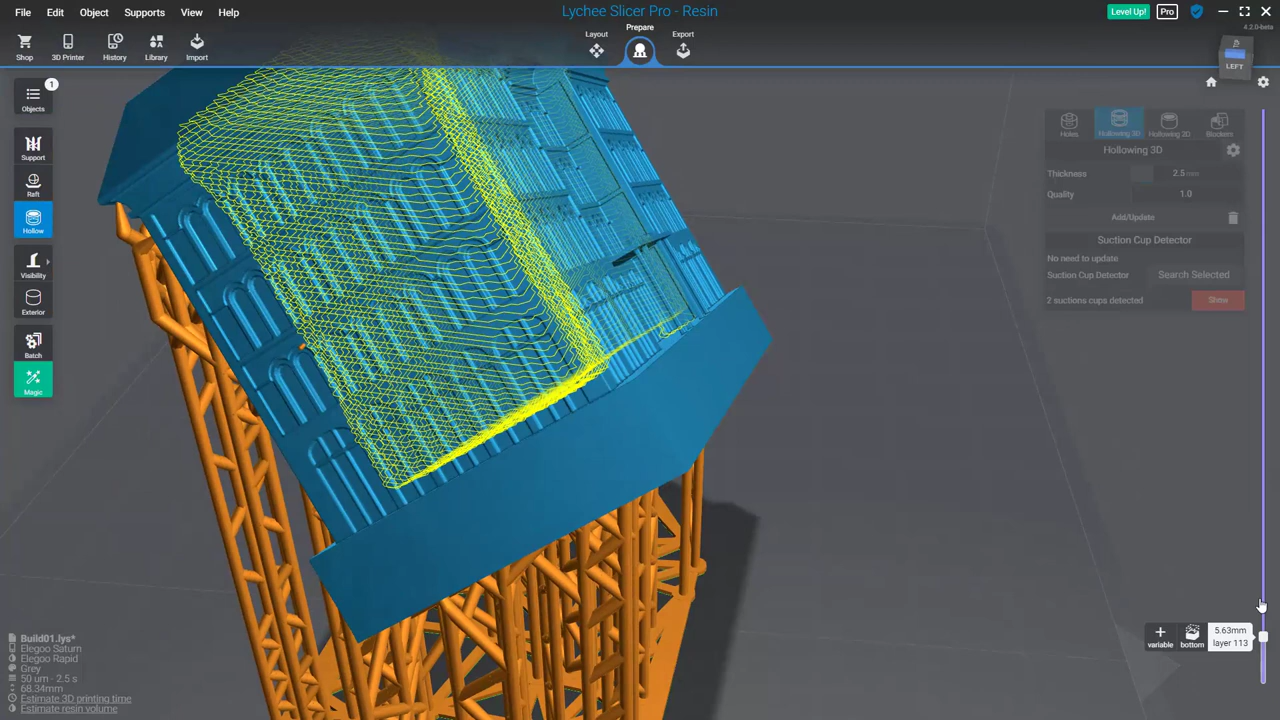 File Edit Object Supports View Help
Lychee Slicer Pro - Resin
Level Up! Pro
4.2.0-beta
Shop 3D Printer History Library Import
Layout Prepare Export
LEFT
Objects 1
Support
Raft
Hollow
Visibility
Exterior
Batch
Magic
Holes Hollowing 3D Hollowing 2D Blockers
Hollowing 3D
Thickness 2.5 mm
Quality 1.0
Add/Update
Suction Cup Detector
No need to update
Suction Cup Detector Search Selected
2 suctions cups detected Show
variable bottom
5.63mm
layer 113
Build01.lys*
Elegoo Saturn
Elegoo Rapid
Grey
50 um - 2.5 s
68.34mm
Estimate 3D printing time
Estimate resin volume